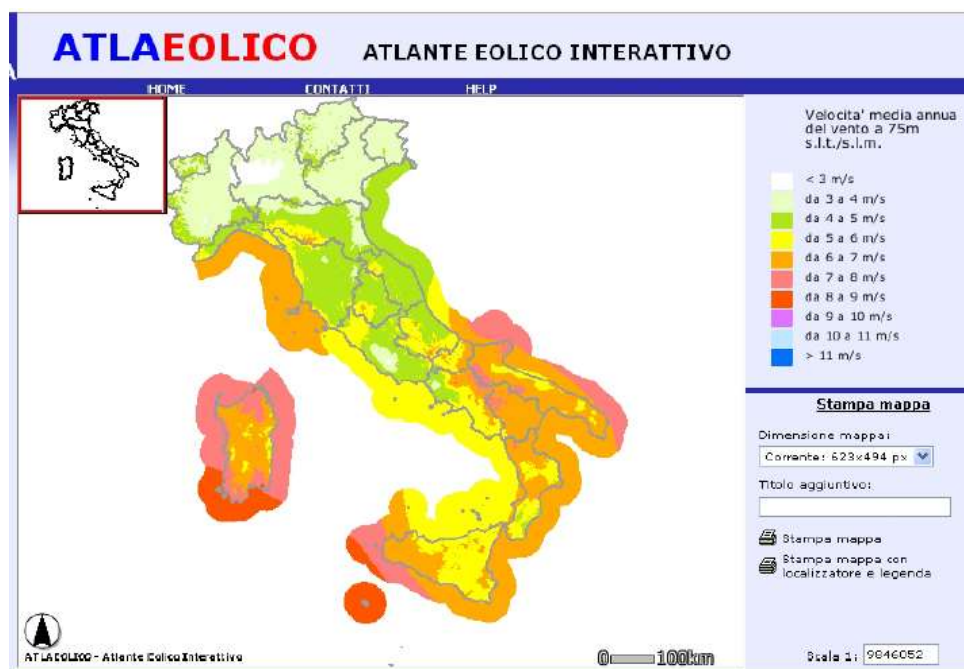 ATLAEOLICO ATLANTE EOLICO INTERATTIVO
HOME CONTATTI HELP
Velocita' media annua
del vento a 75m
s.l.t./s.l.m.
< 3 m/s
da 3 a 4 m/s
da 4 a 5 m/s
da 5 a 6 m/s
da 6 a 7 m/s
da 7 a 8 m/s
da 8 a 9 m/s
da 9 a 10 m/s
da 10 a 11 m/s
> 11 m/s
Stampa mappa
Dimensione mappa:
Corrente: 623x494 px
Titolo aggiuntivo:
Stampa mappa
Stampa mappa con
localizzatore e legenda
ATLAEOLICO - Atlante Eolico Interattivo
0 100km
Scala 1: 9846052